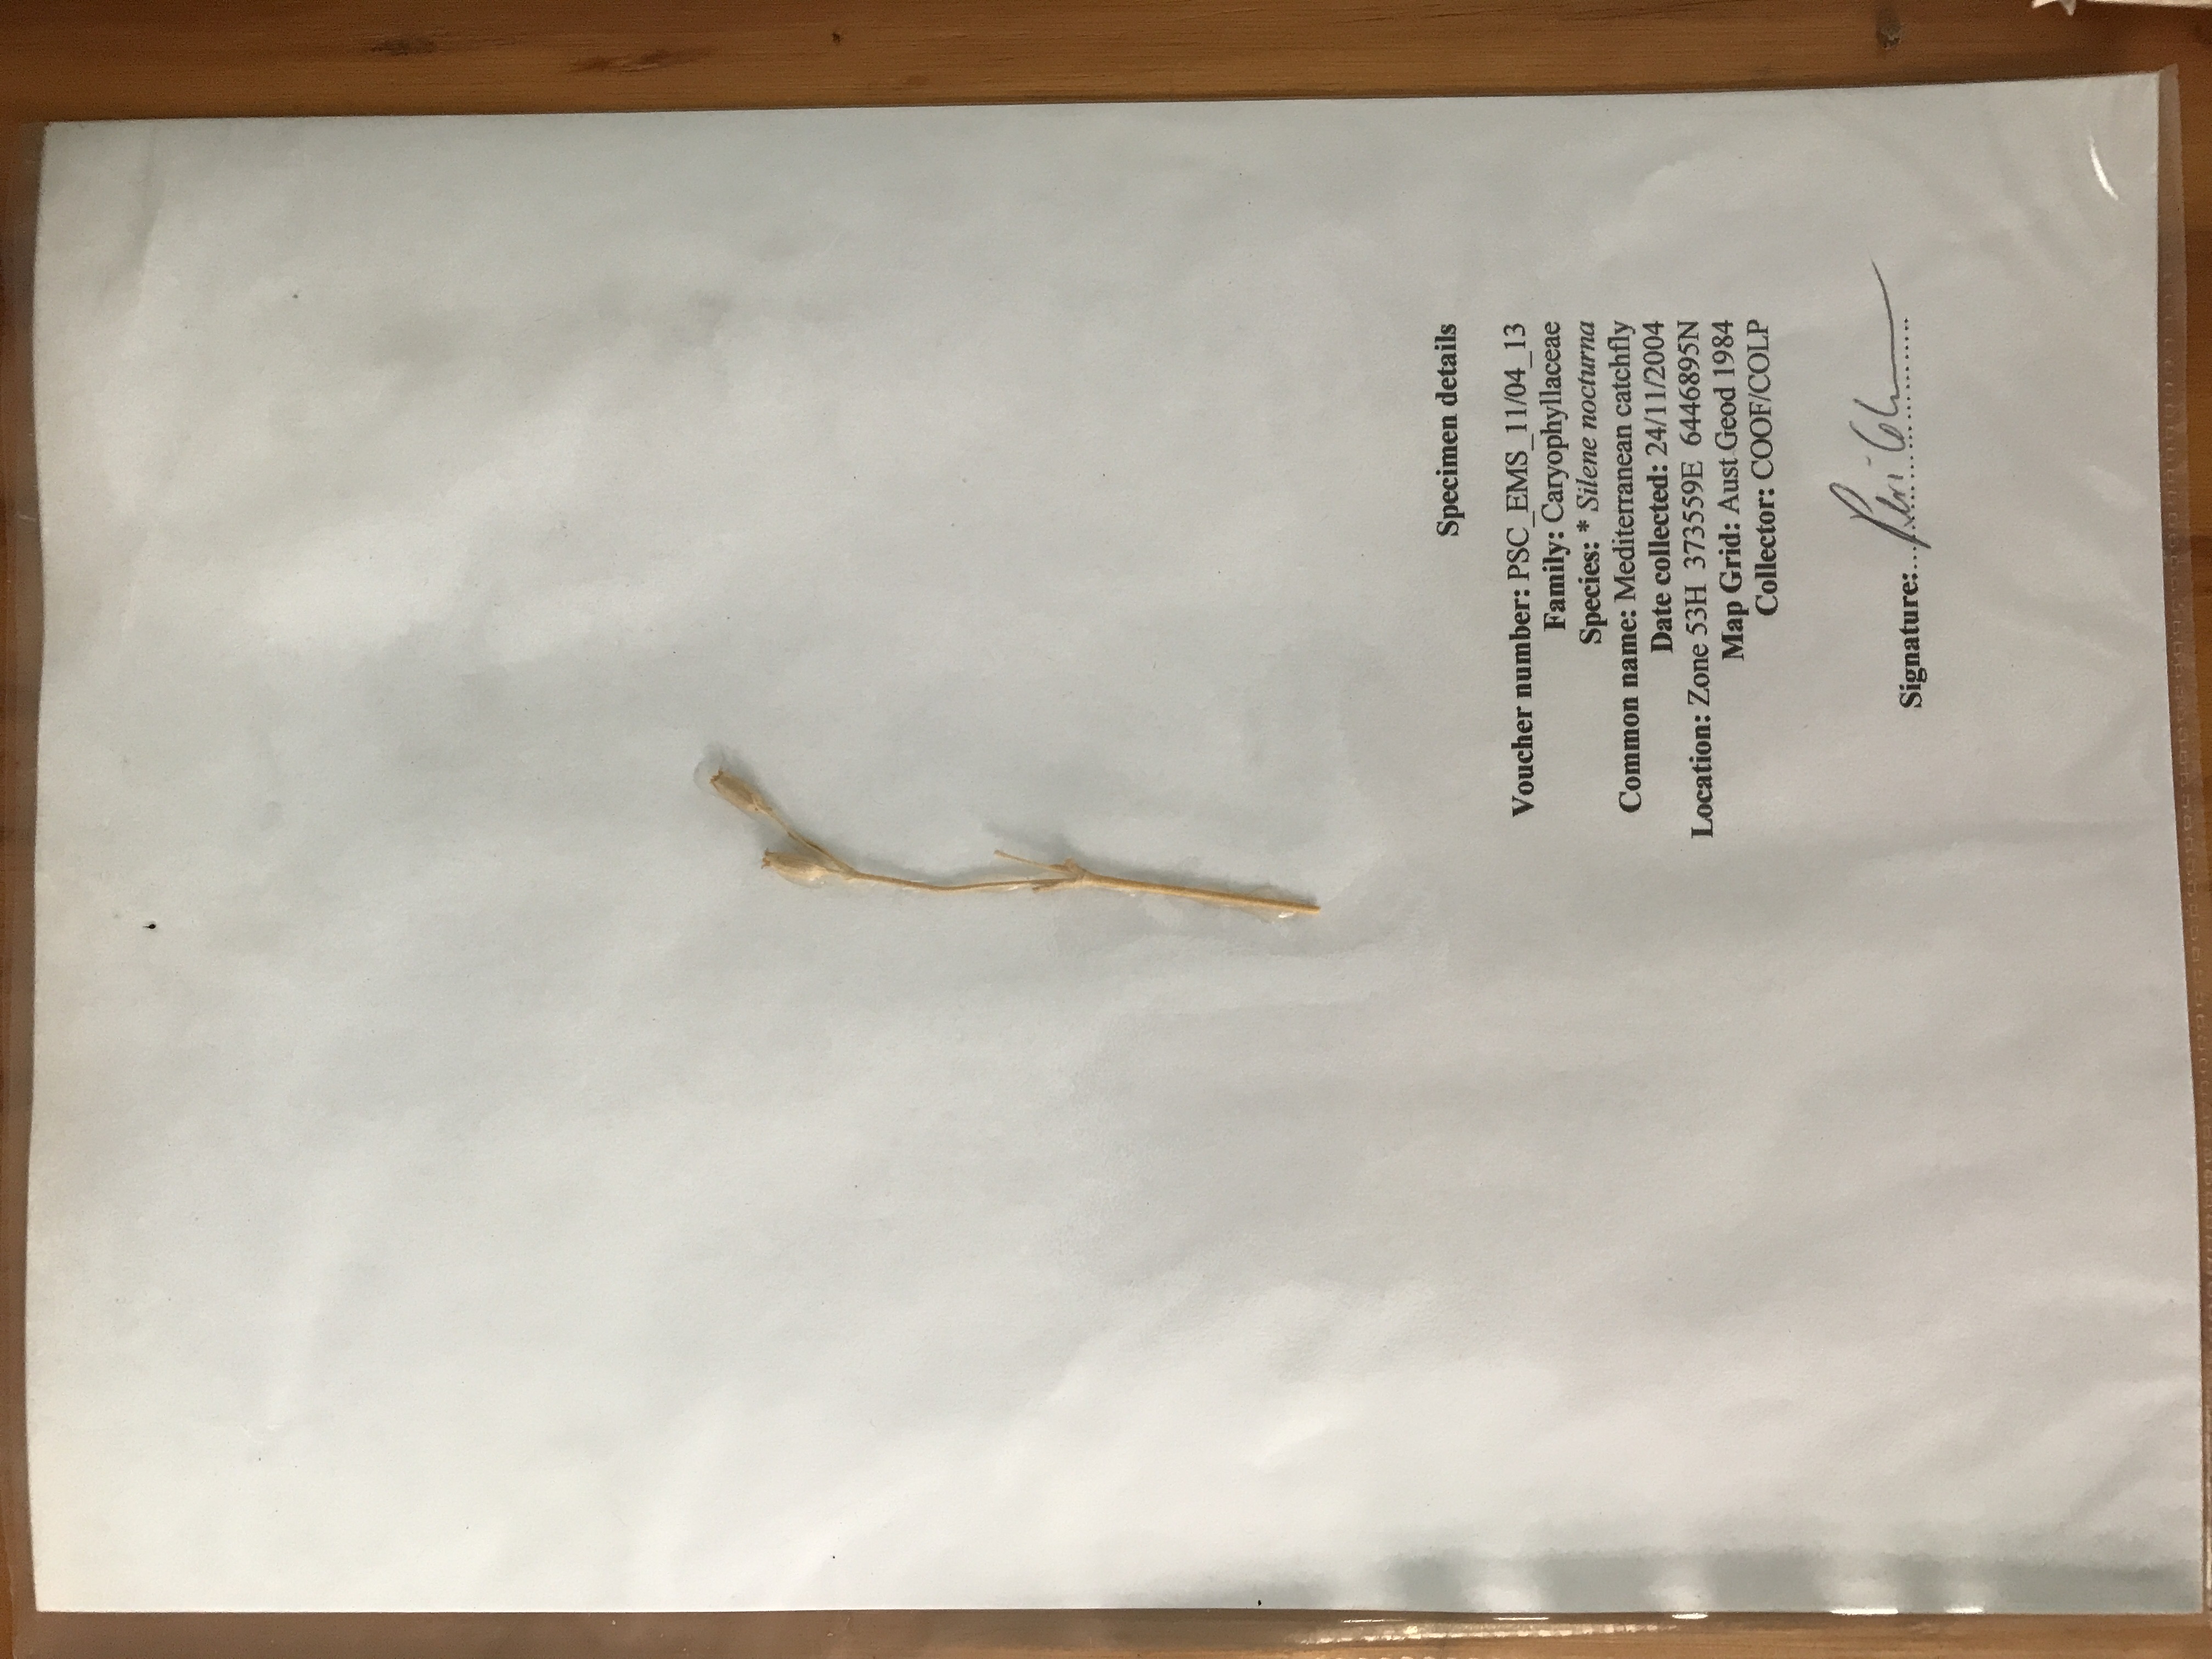 Specimen details
Voucher number: PSC_EMS_11/04_13
Family: Caryophyllaceae
Species: * Silene nocturna
Common name: Mediterranean catchfly
Date collected: 24/11/2004
Location: Zone 53H 373559E 6446895N
Map Grid: Aust Geod 1984
Collector: COOF/COLP
Signature: